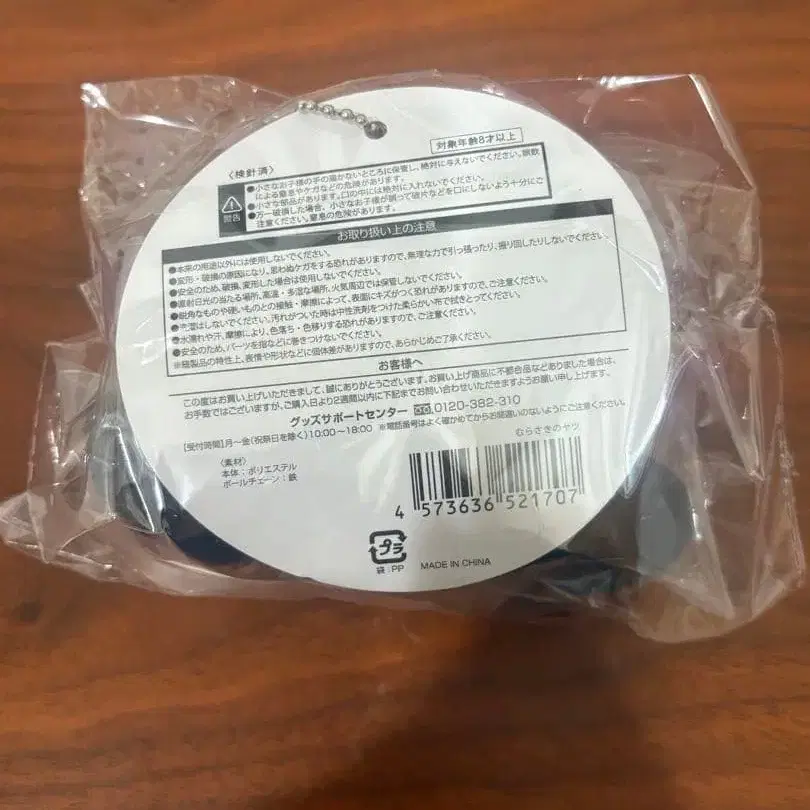 対象年齢8才以上
〈検針済〉
警告
●小さなお子様の手の届かないところに保管し、絶対に与えないでください。誤飲
による窒息やケガなどの危険があります。
●小さな部品があります。口の中には絶対に入れないでください。
●万一破損した場合、小さなお子様が誤って破片などを口にしないよう十分にご
注意ください。窒息の危険があります。
お取り扱い上の注意
●本来の用途以外には使用しないでください。
●変形・破損の原因になり、思わぬケガをする恐れがありますので、無理な力で引っ張ったり、振り回したりしないでください。
●安全のため、破損、変形した場合は使用しないでください。
●直射日光の当たる場所、高温・多湿な場所、火気周辺では保管しないでください。
●鋭角なものや硬いものとの接触・摩擦によって、表面にキズがつく恐れがありますので、ご注意ください。
●洗濯はしないでください。汚れがついた時は中性洗剤をつけた柔らかい布で拭きとってください。
●水濡れや汗、摩擦により、色落ち・色移りする恐れがありますので、ご注意ください。
●安全のため、パーツを指などに巻きつけないでください。
※縫製品の特性上、表情や形状などに個体差がありますので、あらかじめご了承ください。
お客様へ
この度はお買い上げいただきまして、誠にありがとうございます。お買い上げ商品に不都合品などありました場合は、
お手数ではございますが、ご購入日より2週間以内に下記までお問い合わせいただきますようお願い申し上げます。
グッズサポートセンター 0120-382-310
[受付時間]月～金(祝祭日を除く)10:00～18:00 ※電話番号はよく確かめてからお間違いのないようにご注意ください。
むらさきのヤツ
〈素材〉
本体:ポリエステル
ボールチェーン:鉄
4 573636 521707
プラ
袋:PP
MADE IN CHINA